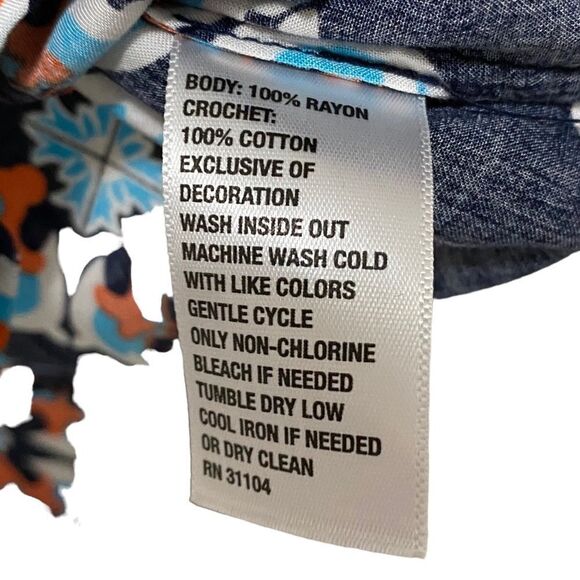 BODY: 100% RAYON
CROCHET:
100% COTTON
EXCLUSIVE OF
DECORATION
WASH INSIDE OUT
MACHINE WASH COLD
WITH LIKE COLORS
GENTLE CYCLE
ONLY NON-CHLORINE
BLEACH IF NEEDED
TUMBLE DRY LOW
COOL IRON IF NEEDED
OR DRY CLEAN
RN 31104